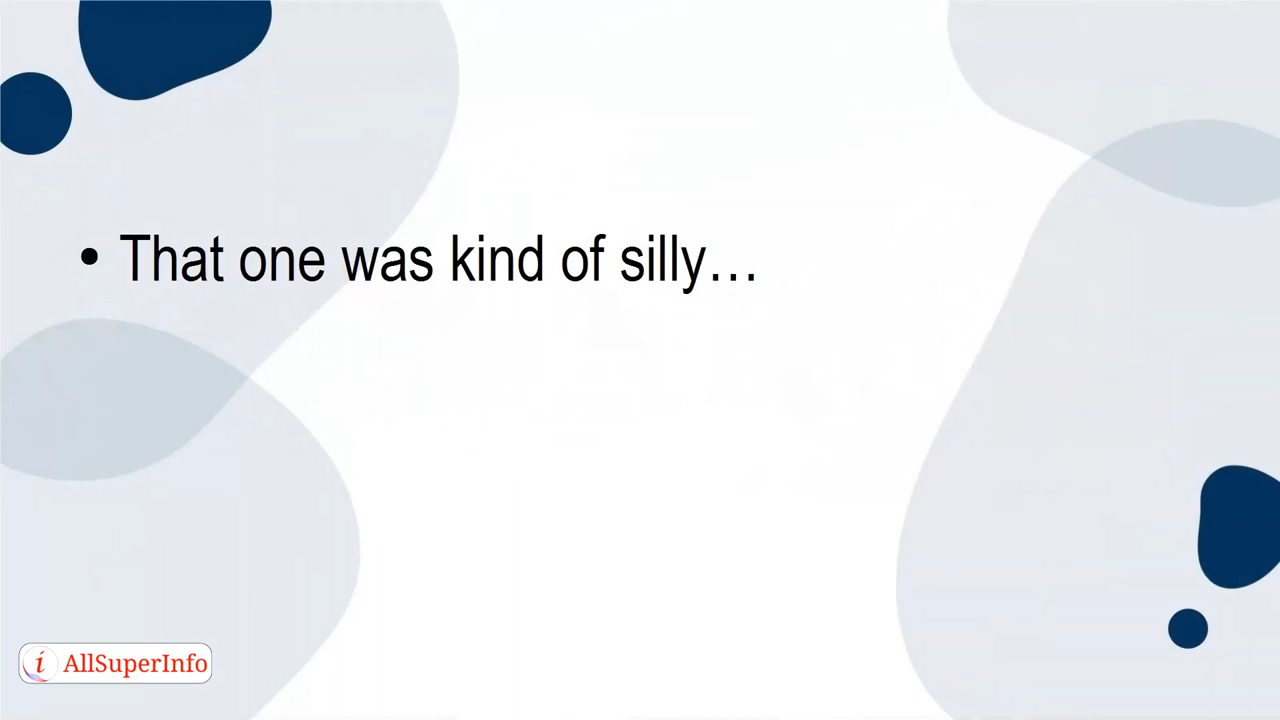 • That one was kind of silly…
i AllSuperInfo